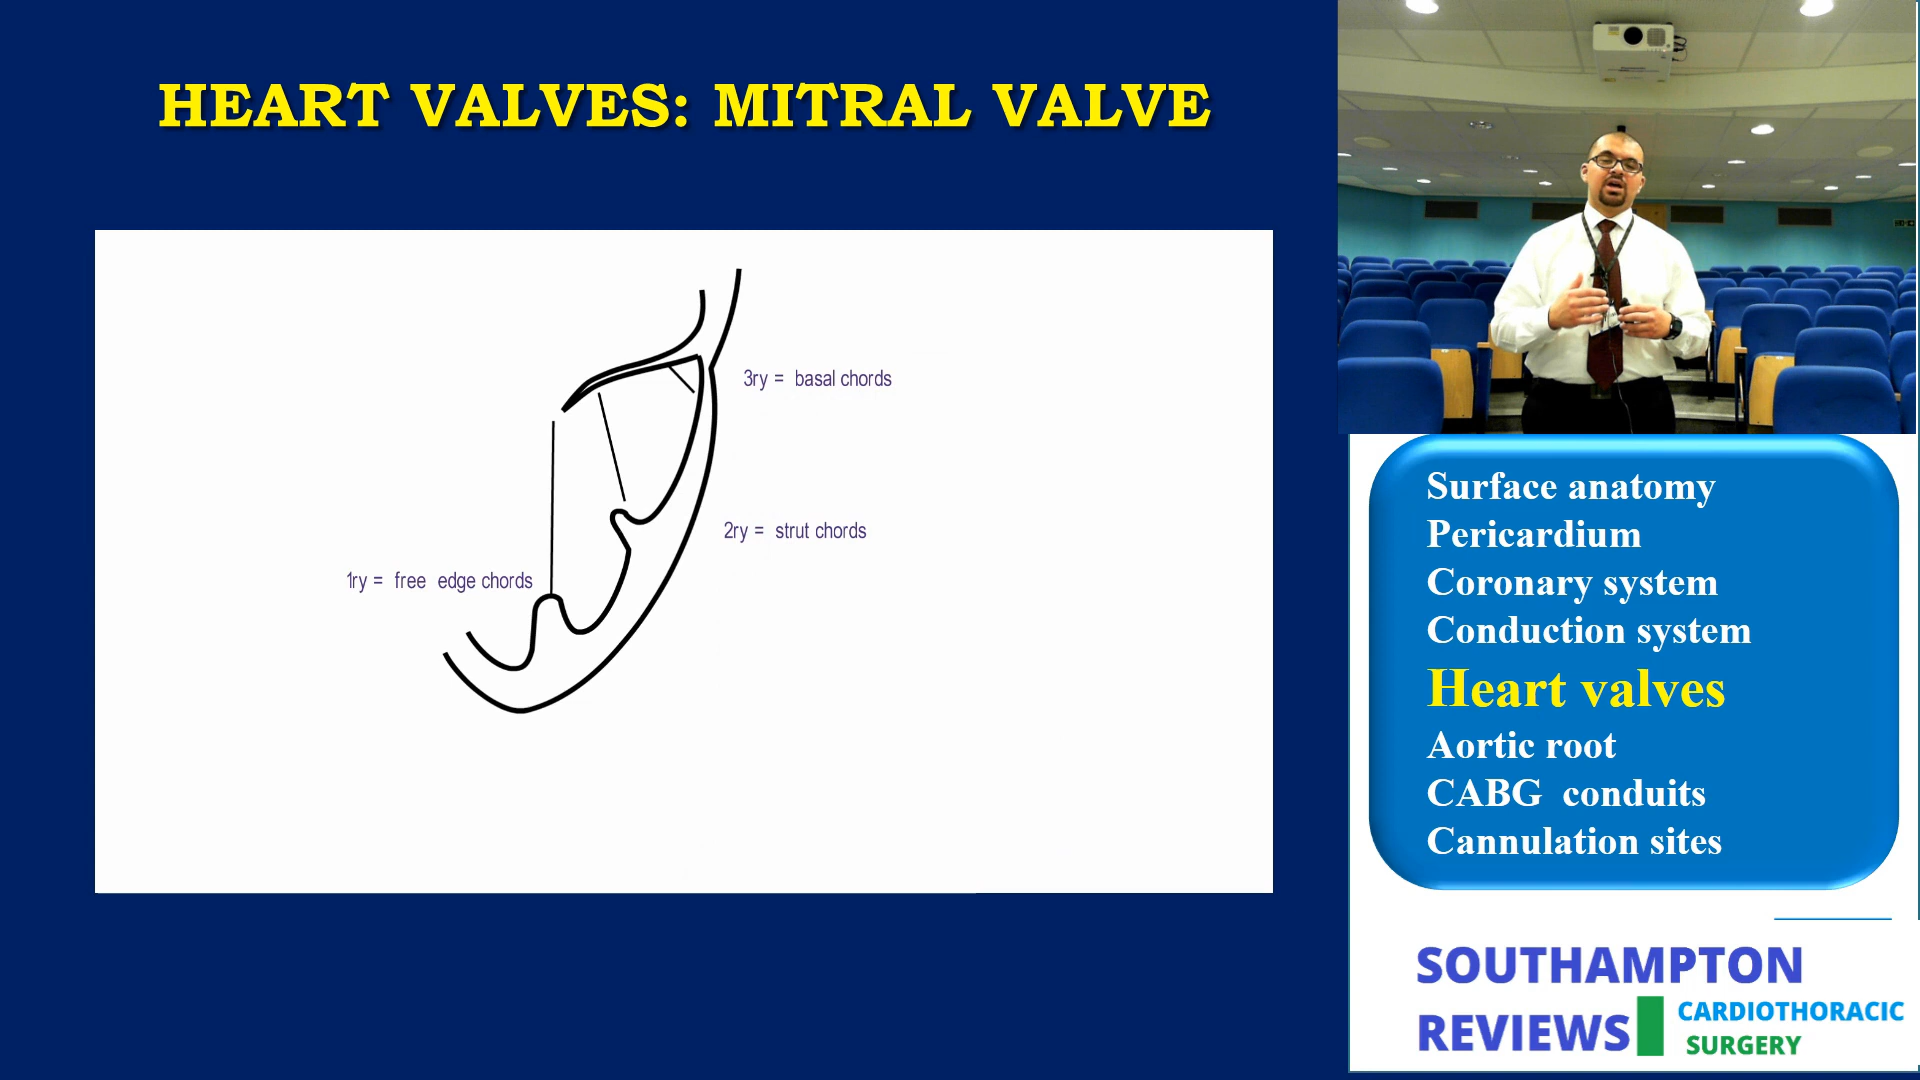 HEART VALVES: MITRAL VALVE
3ry = basal chords
2ry = strut chords
1ry = free edge chords
Surface anatomy
Pericardium
Coronary system
Conduction system
Heart valves
Aortic root
CABG conduits
Cannulation sites
SOUTHAMPTON
REVIEWS
CARDIOTHORACIC
SURGERY